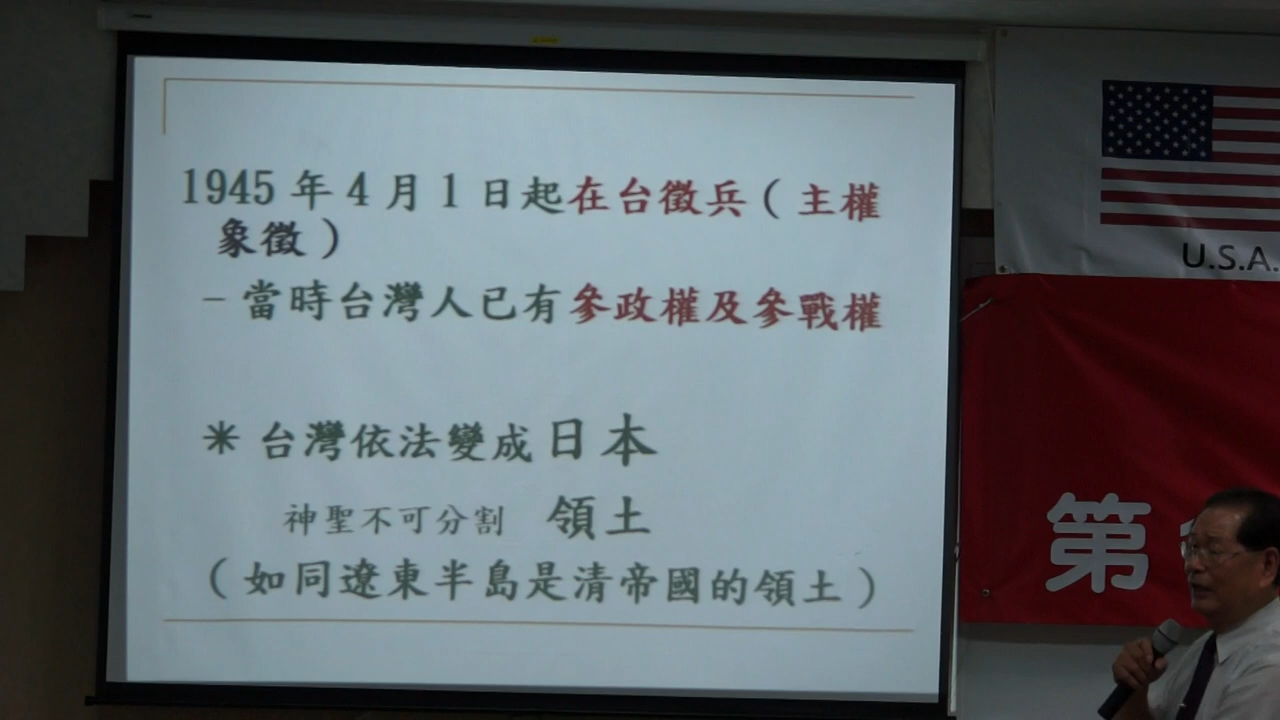 1945 年 4 月 1 日起在台徵兵（主權
象徵）
－當時台灣人已有參政權及參戰權
＊台灣依法變成日本
神聖不可分割 領土
（如同遼東半島是清帝國的領土）
U.S.A.
第